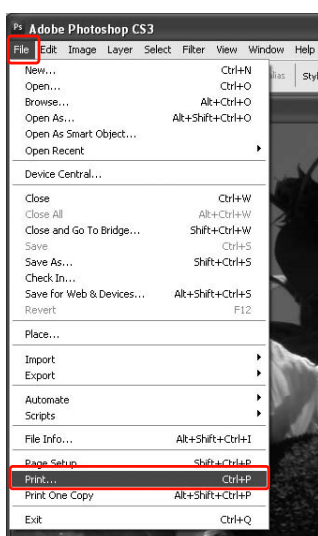 Ps Adobe Photoshop CS3
File Edit Image Layer Select Filter View Window Help
New... Ctrl+N
Open... Ctrl+O
Browse... Alt+Ctrl+O
Open As... Alt+Shift+Ctrl+O
Open As Smart Object...
Open Recent
Device Central...
Close Ctrl+W
Close All Alt+Ctrl+W
Close and Go To Bridge... Shift+Ctrl+W
Save Ctrl+S
Save As... Shift+Ctrl+S
Check In...
Save for Web & Devices... Alt+Shift+Ctrl+S
Revert F12
Place...
Import
Export
Automate
Scripts
File Info... Alt+Shift+Ctrl+I
Page Setup... Shift+Ctrl+P
Print... Ctrl+P
Print One Copy Alt+Shift+Ctrl+P
Exit Ctrl+Q